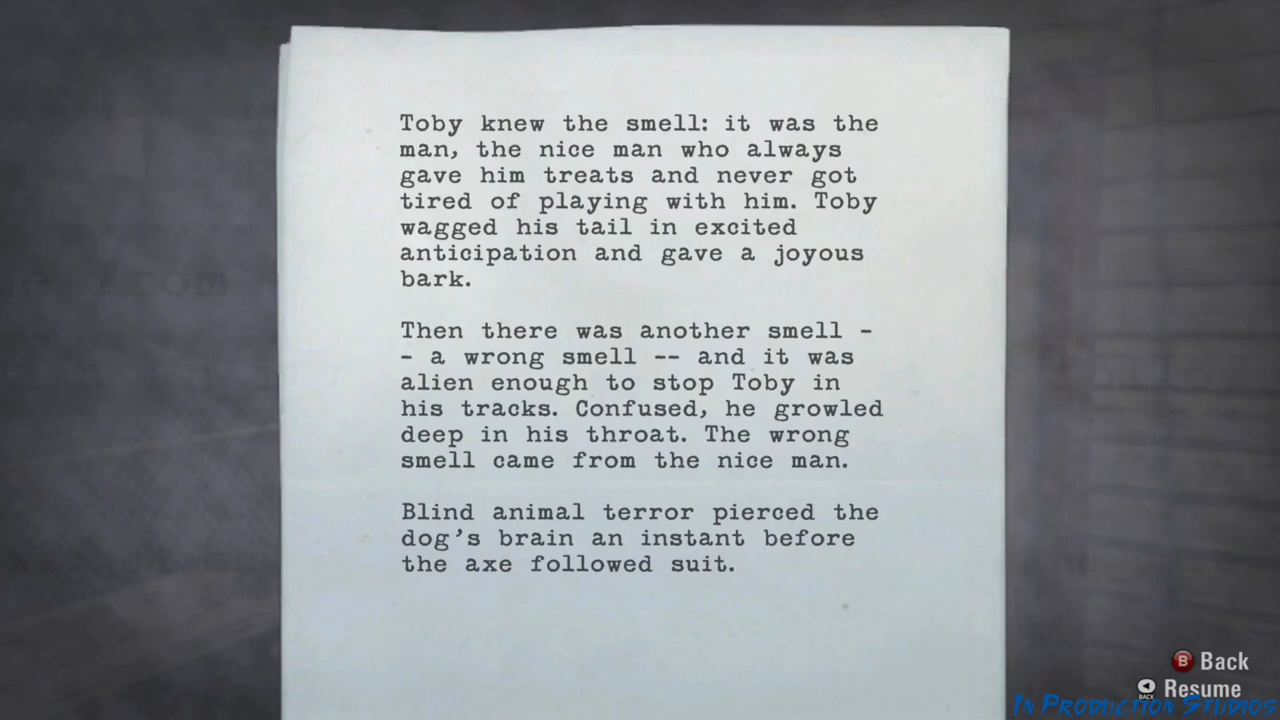 Toby knew the smell: it was the
man, the nice man who always
gave him treats and never got
tired of playing with him. Toby
wagged his tail in excited
anticipation and gave a joyous
bark.
Then there was another smell -
- a wrong smell -- and it was
alien enough to stop Toby in
his tracks. Confused, he growled
deep in his throat. The wrong
smell came from the nice man.
Blind animal terror pierced the
dog's brain an instant before
the axe followed suit.
B Back
BACK Resume
In Production Studios